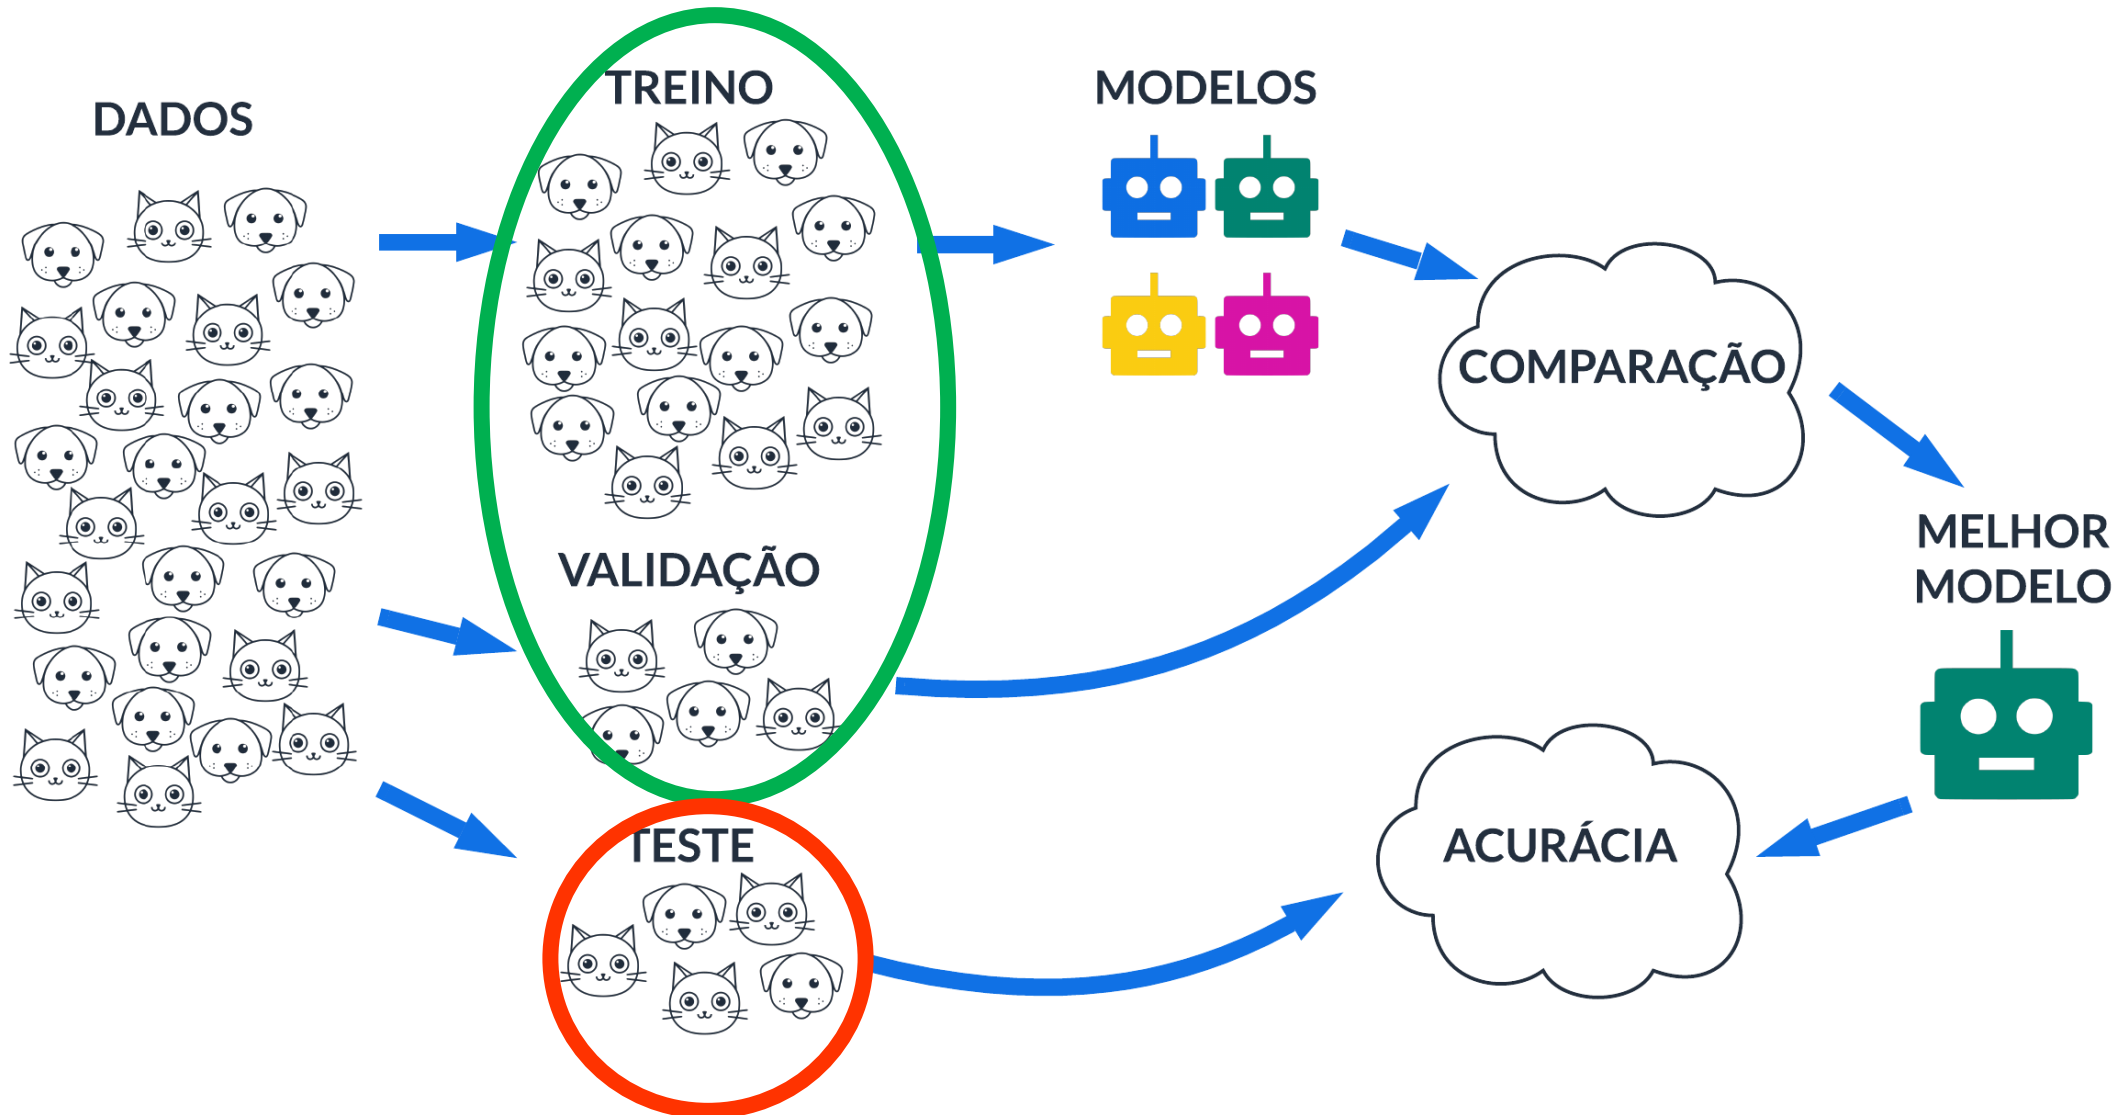 DADOS
TREINO
MODELOS
COMPARAÇÃO
VALIDAÇÃO
MELHOR
MODELO
TESTE
ACURÁCIA